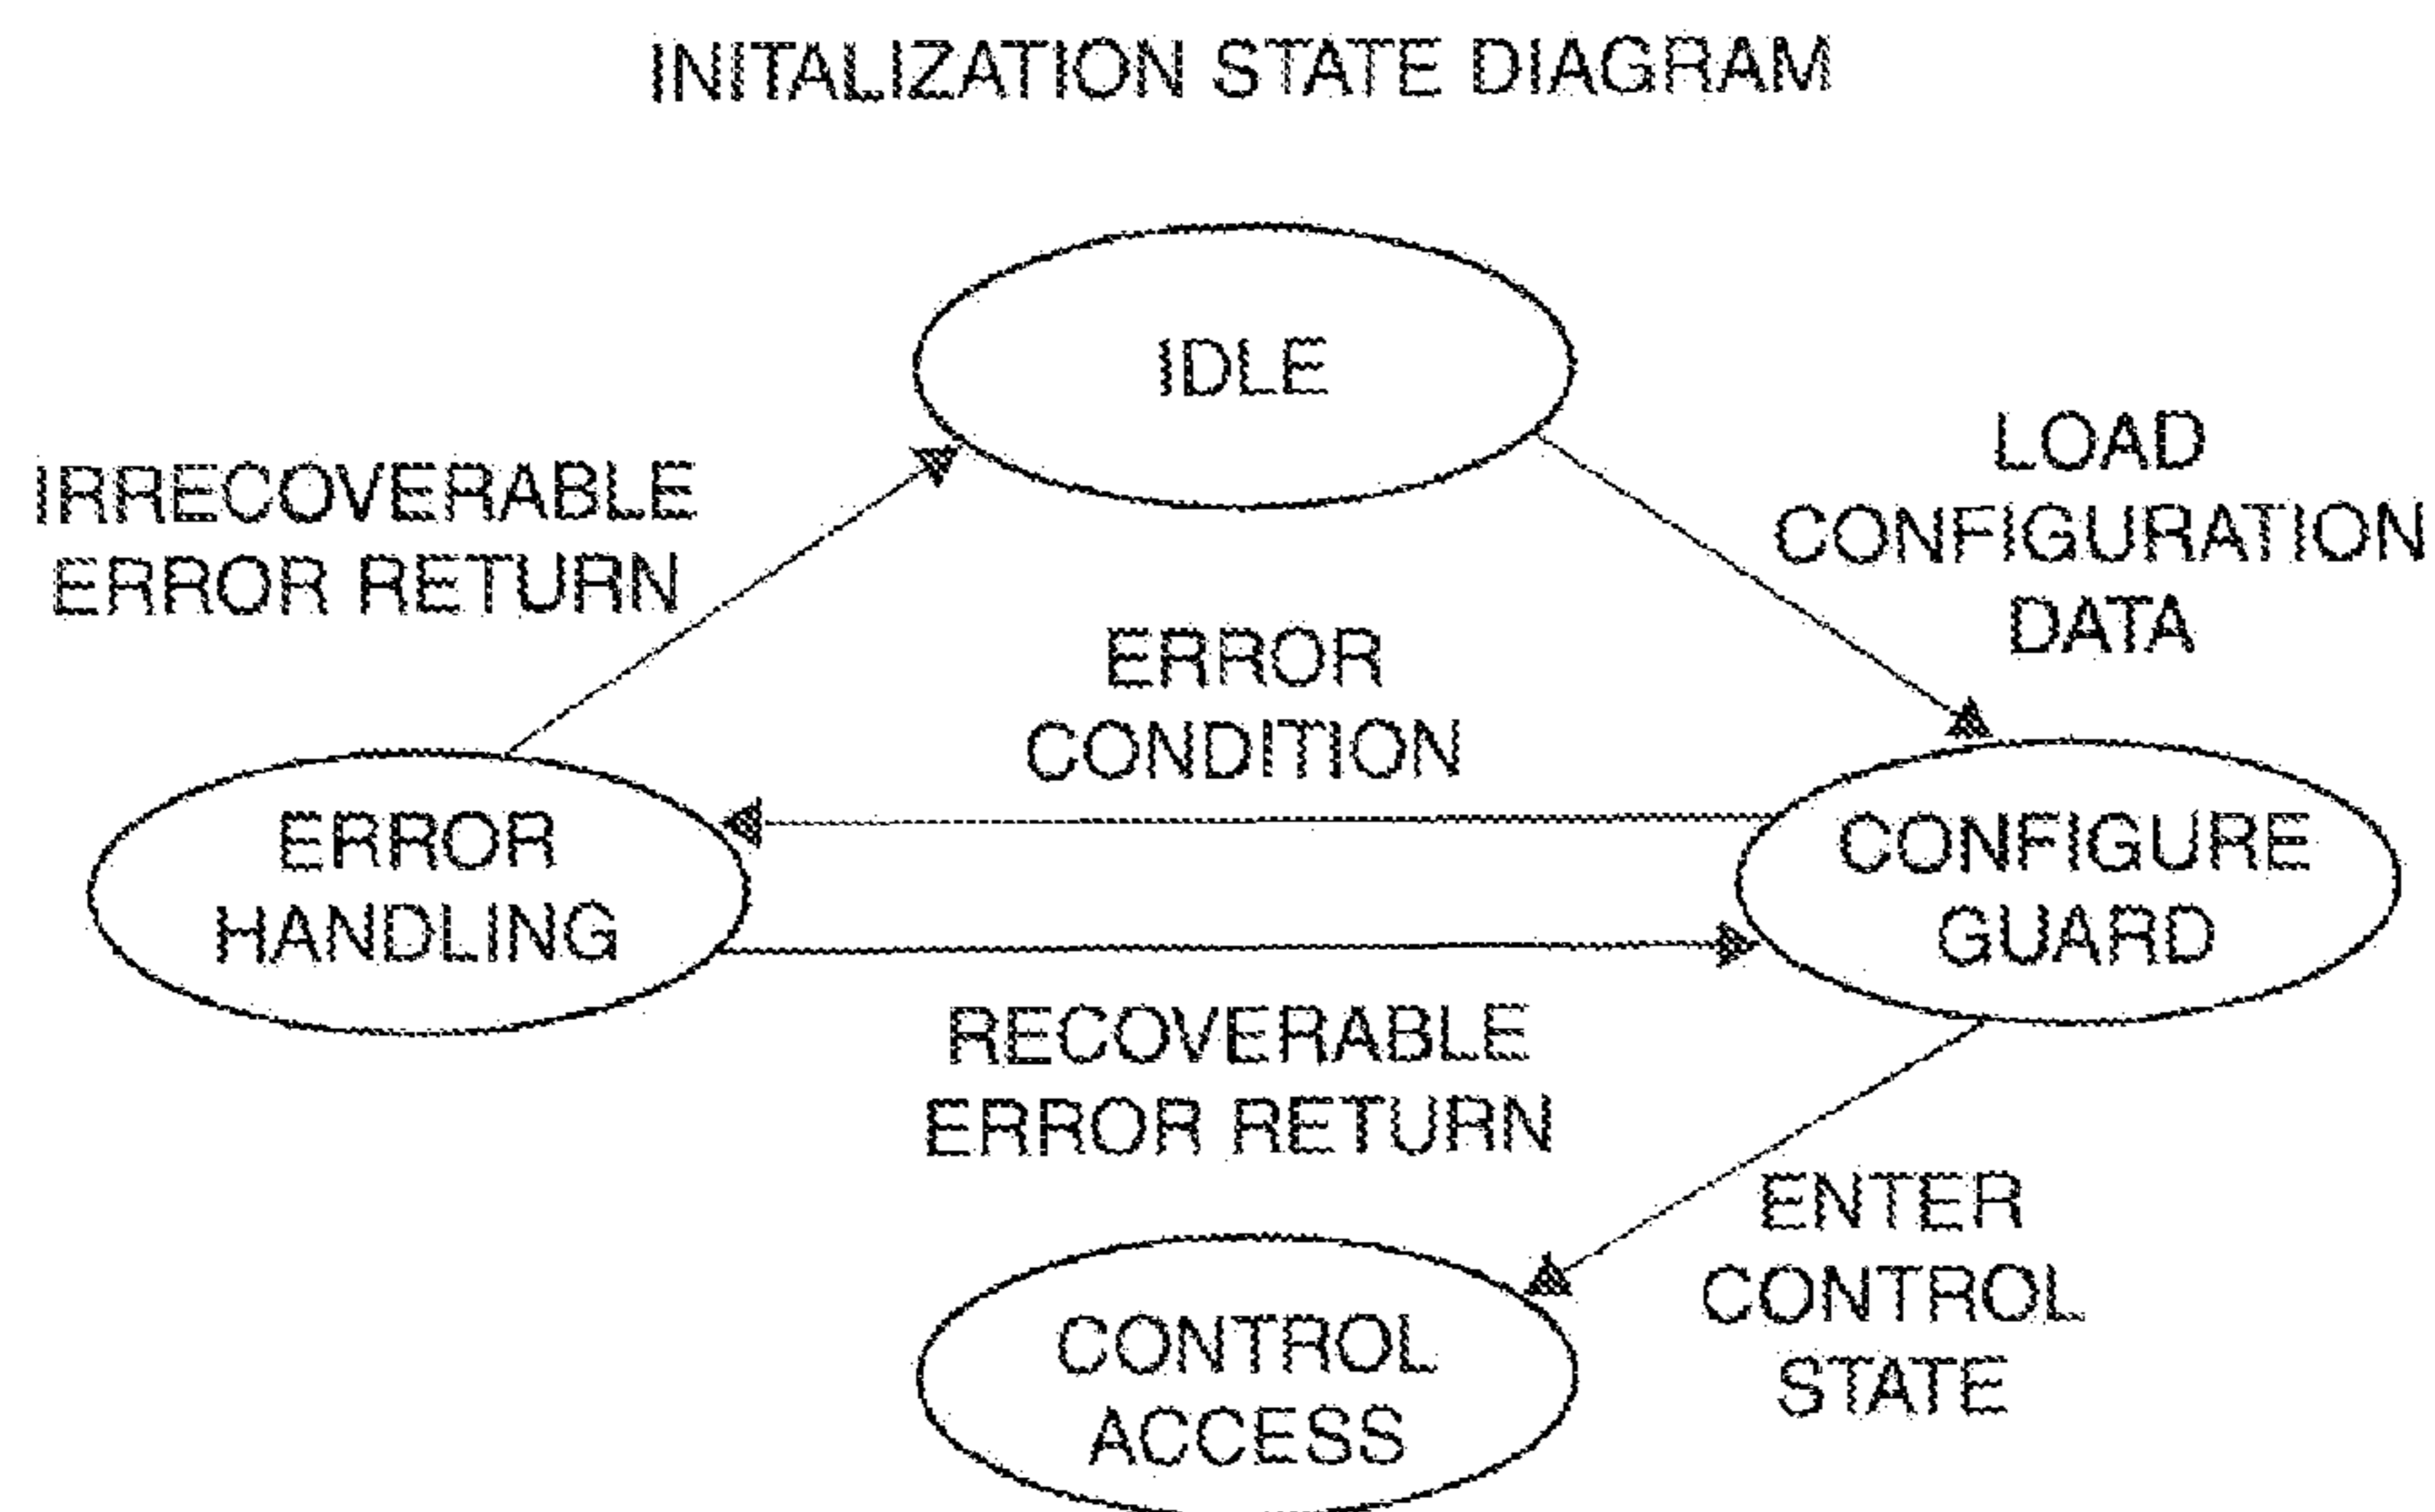 INITALIZATION STATE DIAGRAM
IDLE
LOAD
CONFIGURATION
DATA
IRRECOVERABLE
ERROR RETURN
ERROR
CONDITION
ERROR
HANDLING
CONFIGURE
GUARD
RECOVERABLE
ERROR RETURN
ENTER
CONTROL
STATE
CONTROL
ACCESS